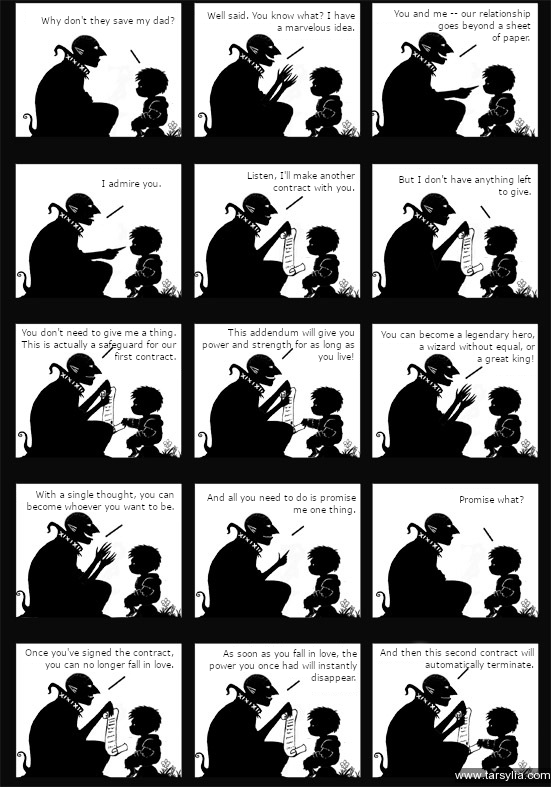 Why don't they save my dad?
Well said. You know what? I have
a marvelous idea.
You and me -- our relationship
goes beyond a sheet
of paper.
I admire you.
Listen, I'll make another
contract with you.
But I don't have anything left
to give.
You don't need to give me a thing.
This is actually a safeguard for our
first contract.
This addendum will give you
power and strength for as long as
you live!
You can become a legendary hero,
a wizard without equal, or
a great king!
With a single thought, you can
become whoever you want to be.
And all you need to do is promise
me one thing.
Promise what?
Once you've signed the contract,
you can no longer fall in love.
As soon as you fall in love, the
power you once had will instantly
disappear.
And then this second contract will
automatically terminate.
www.tarsylia.com